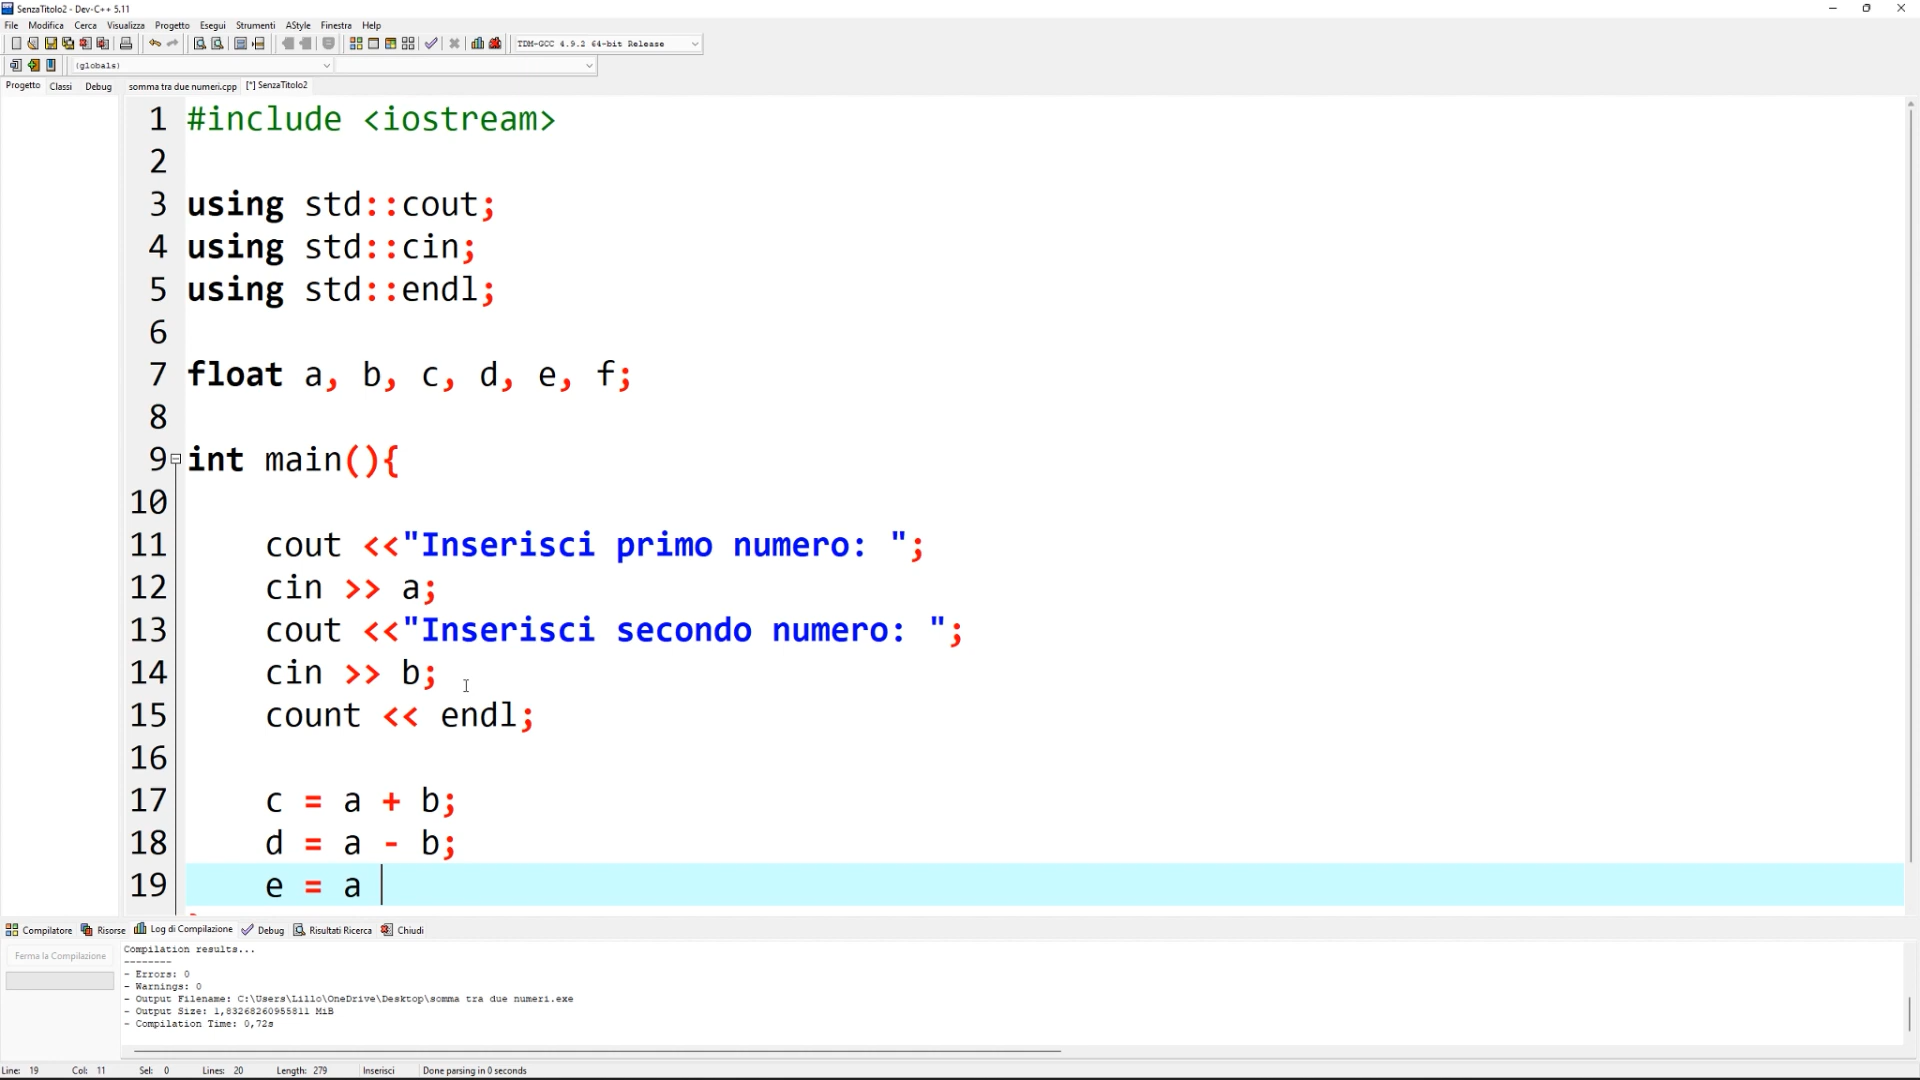 SenzaTitolo2 - Dev-C++ 5.11
File Modifica Cerca Visualizza Progetto Esegui Strumenti AStyle Finestra Help
TDM-GCC 4.9.2 64-bit Release
(globals)
Progetto Classi Debug somma tra due numeri.cpp [*] SenzaTitolo2
1 #include <iostream>
2
3 using std::cout;
4 using std::cin;
5 using std::endl;
6
7 float a, b, c, d, e, f;
8
9 int main(){
10
11 cout <<"Inserisci primo numero: ";
12 cin >> a;
13 cout <<"Inserisci secondo numero: ";
14 cin >> b;
15 count << endl;
16
17 c = a + b;
18 d = a - b;
19 e = a
Compilatore Risorse Log di Compilazione Debug Risultati Ricerca Chiudi
Ferma la Compilazione
Compilation results...
--------
- Errors: 0
- Warnings: 0
- Output Filename: C:\Users\Lillo\OneDrive\Desktop\somma tra due numeri.exe
- Output Size: 1,83268260955811 MiB
- Compilation Time: 0,72s
Line: 19 Col: 11 Sel: 0 Lines: 20 Length: 279 Inserisci Done parsing in 0 seconds